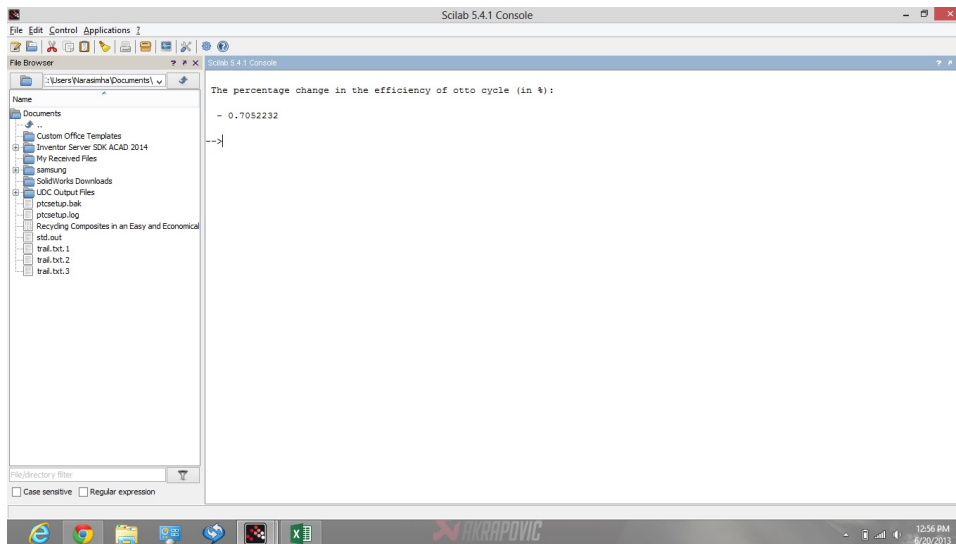 Scilab 5.4.1 Console
File Edit Control Applications ?
File Browser
Scilab 5.4.1 Console
:\Users\Narasimha\Documents\
Name
Documents
..
Custom Office Templates
Inventor Server SDK ACAD 2014
My Received Files
samsung
SolidWorks Downloads
UDC Output Files
ptcsetup.bak
ptcsetup.log
Recycling Composites in an Easy and Economical
std.out
trail.txt.1
trail.txt.2
trail.txt.3
The percentage change in the efficiency of otto cycle (in %):
- 0.7052232
-->
File/directory filter
Case sensitive Regular expression
AKRAPOVIC
12:56 PM
6/20/2013